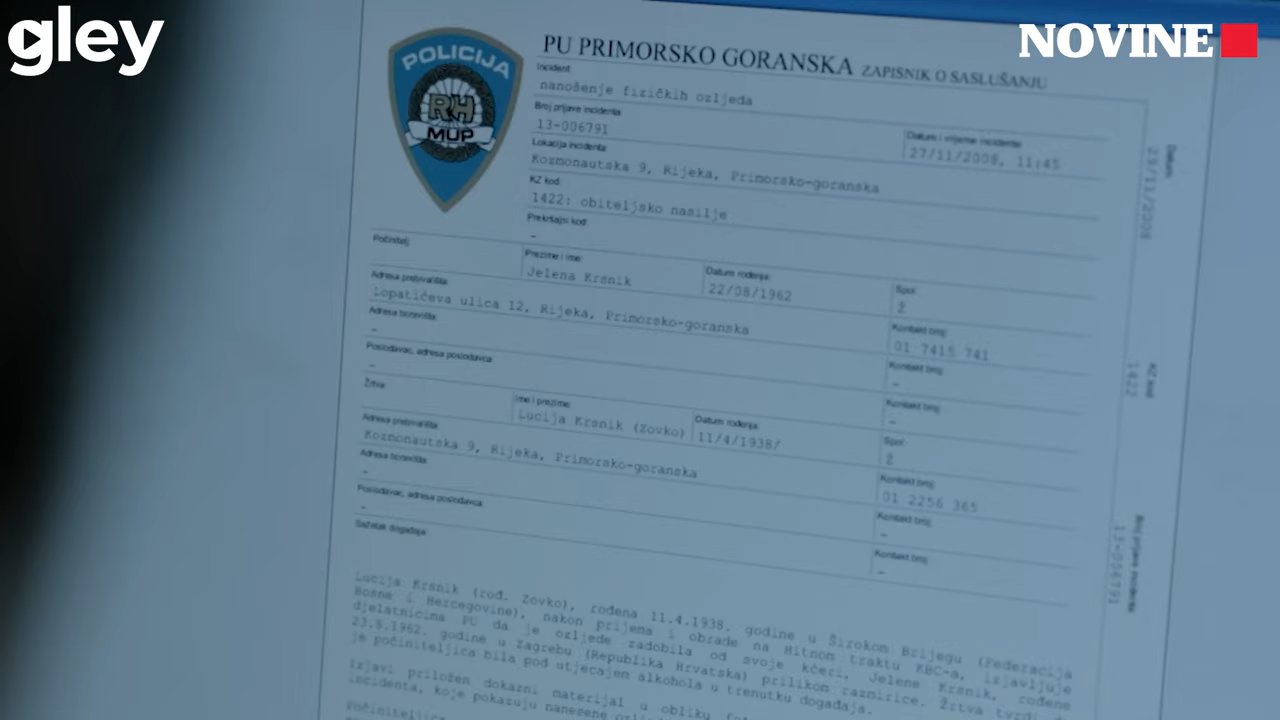 gley
NOVINE
POLICIJA
RH
MUP
PU PRIMORSKO GORANSKA ZAPISNIK O SASLUŠANJU
Incident:
nanošenje fizičkih ozljeda
Broj prijave incidenta:
13-006791
Datum i vrijeme incidenta:
27/11/2008, 11:45
Lokacija incidenta:
Kozmonautska 9, Rijeka, Primorsko-goranska
KZ kod:
1422: obiteljsko nasilje
Prekršajni kod:
–
Počinitelj:
Prezime i ime:
Jelena Krsnik
Datum rođenja:
22/08/1962
Spol:
Ž
Adresa prebivališta:
Lopatićeva ulica 12, Rijeka, Primorsko-goranska
Kontakt broj:
01 7415 741
Adresa boravišta:
–
Kontakt broj:
–
Poslodavac, adresa poslodavca:
–
Kontakt broj:
–
Žrtva:
Ime i prezime:
Lucija Krsnik (Zovko)
Datum rođenja:
11/4/1938/
Spol:
Ž
Adresa prebivališta:
Kozmonautska 9, Rijeka, Primorsko-goranska
Kontakt broj:
01 2256 365
Adresa boravišta:
–
Kontakt broj:
–
Poslodavac, adresa poslodavca:
–
Kontakt broj:
–
Sažetak događaja:
Lucija Krsnik (rođ. Zovko), rođena 11.4.1938. godine u Širokom Brijegu (Federacija
Bosne i Hercegovine), nakon prijema i obrade na Hitnom traktu KBC-a, izjavljuje
djelatnicima PU da je ozljede zadobila od svoje kćeri, Jelene Krsnik, rođene
23.8.1962. godine u Zagrebu (Republika Hrvatska) prilikom razmirice. Žrtva tvrdi da
je počiniteljica bila pod utjecajem alkohola u trenutku događaja.
Izjavi priložen dokazni materijal u obliku
incidenta, koje pokazuju nanesene
Počiniteljica
Datum:
29/11/2008
KZ kod:
1422
Broj prijave incidenta:
13-006791